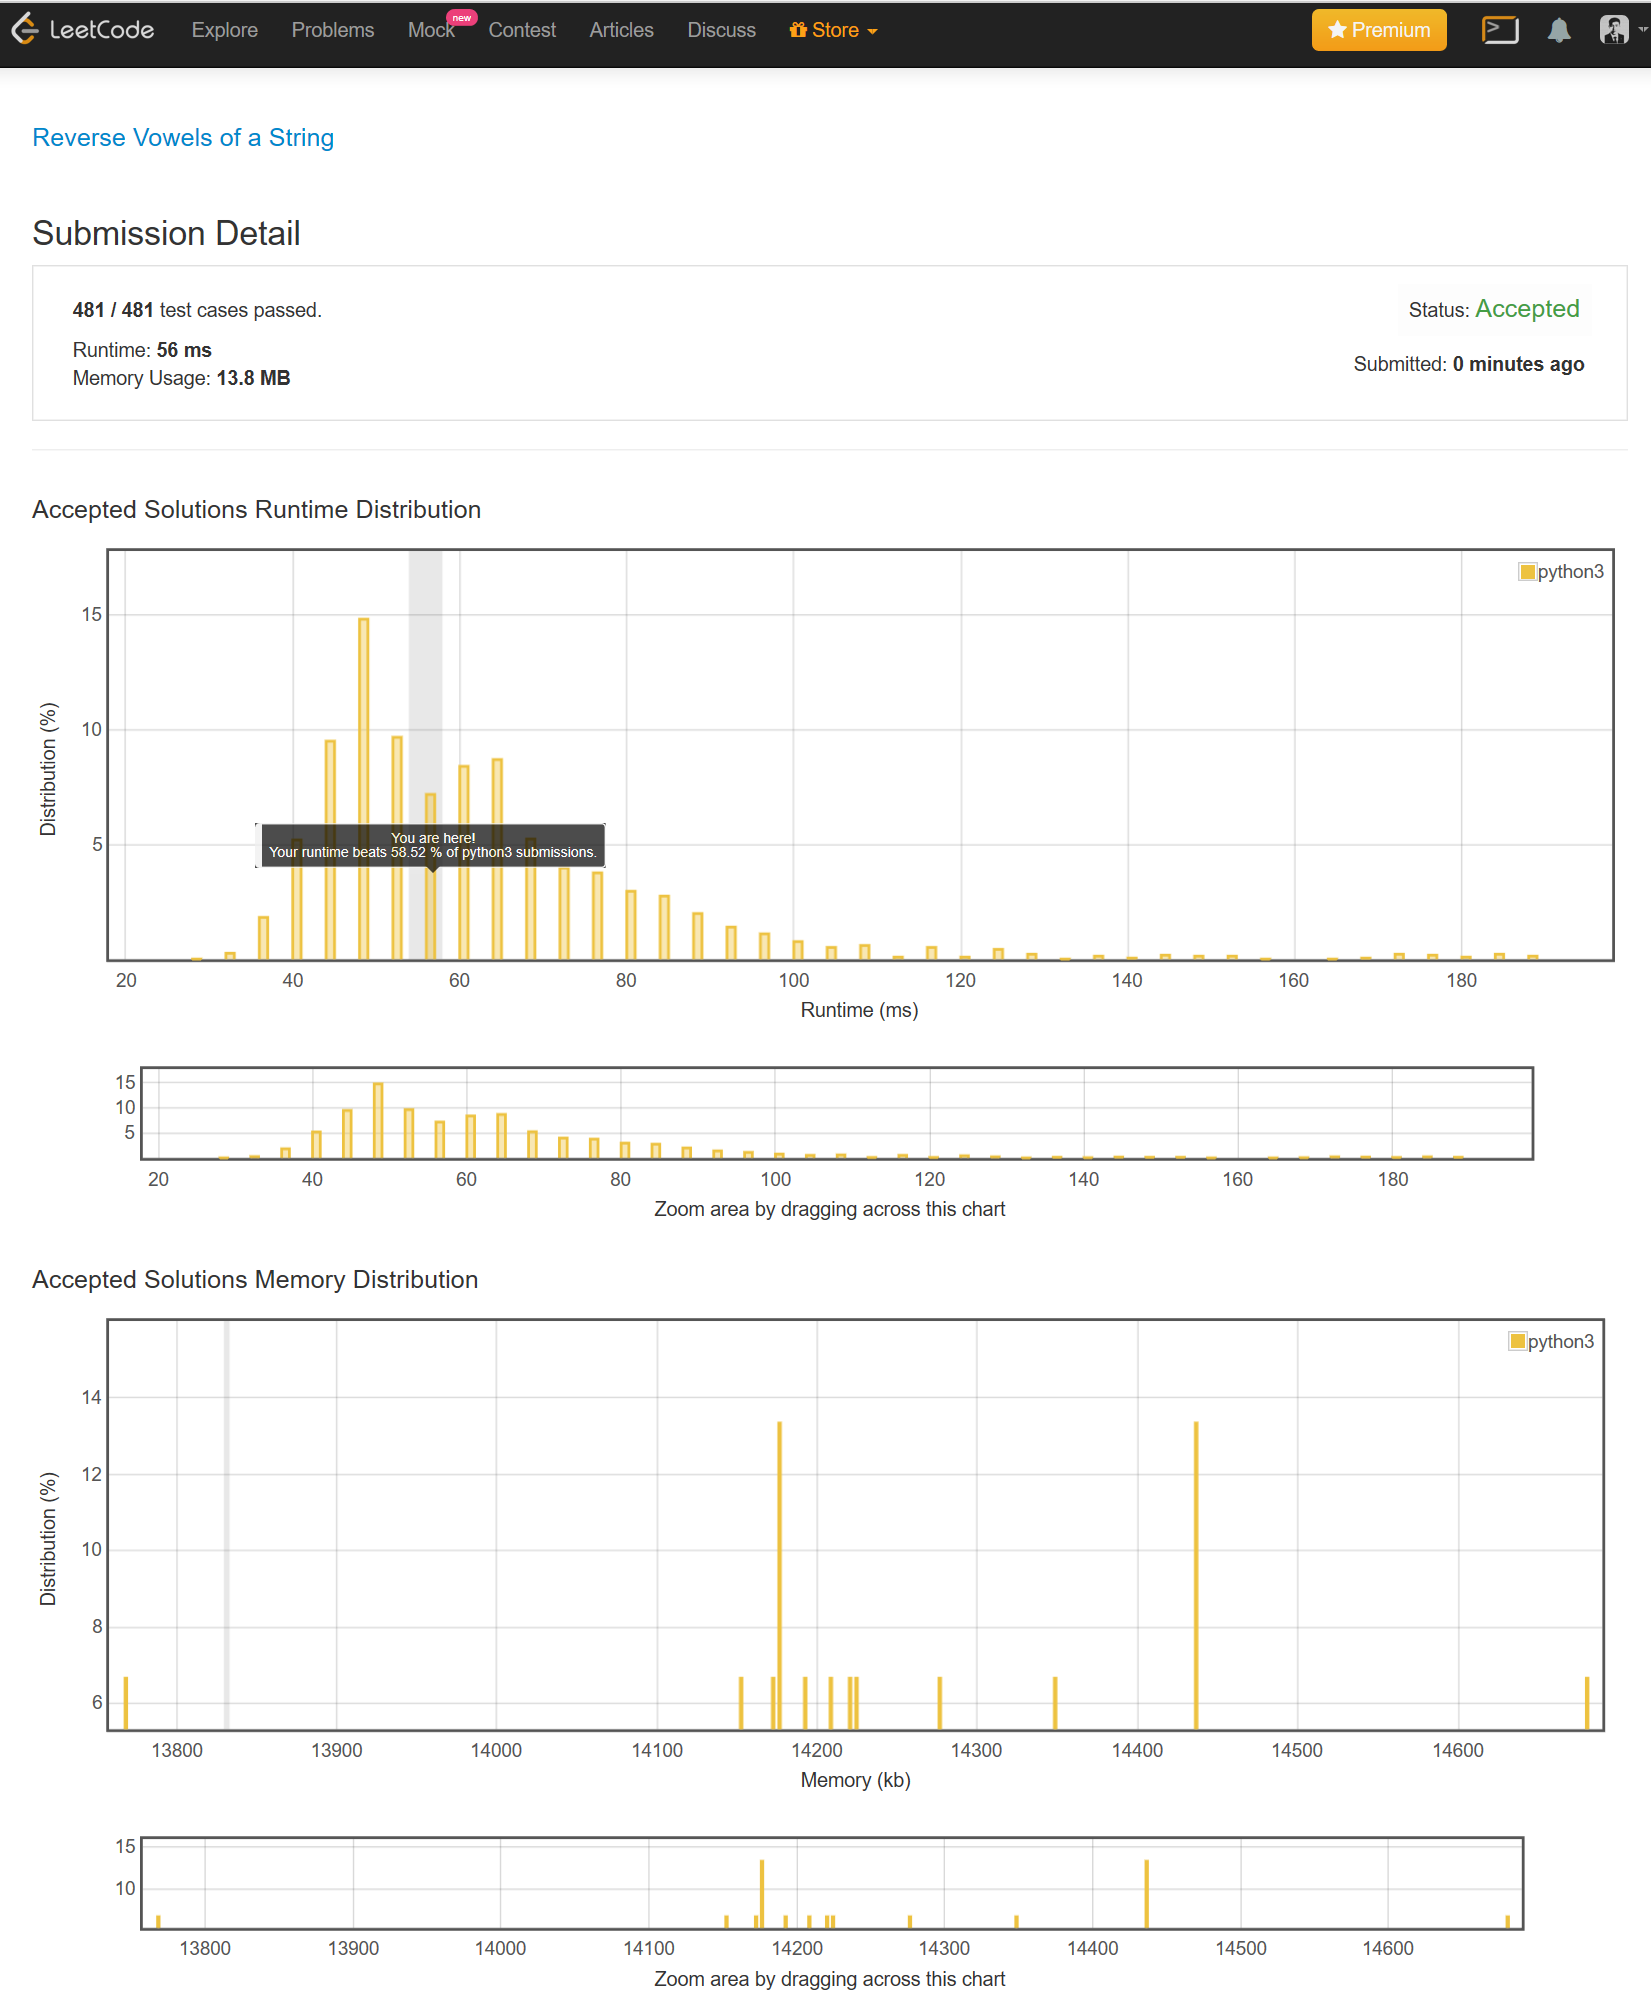 LeetCode Explore Problems Mock new Contest Articles Discuss Store Premium
Reverse Vowels of a String
Submission Detail
481 / 481 test cases passed.
Status: Accepted
Runtime: 56 ms
Submitted: 0 minutes ago
Memory Usage: 13.8 MB
Accepted Solutions Runtime Distribution
python3
15
10
5
Distribution (%)
You are here!
Your runtime beats 58.52 % of python3 submissions.
20 40 60 80 100 120 140 160 180
Runtime (ms)
15
10
5
20 40 60 80 100 120 140 160 180
Zoom area by dragging across this chart
Accepted Solutions Memory Distribution
python3
14
12
10
8
6
Distribution (%)
13800 13900 14000 14100 14200 14300 14400 14500 14600
Memory (kb)
15
10
13800 13900 14000 14100 14200 14300 14400 14500 14600
Zoom area by dragging across this chart